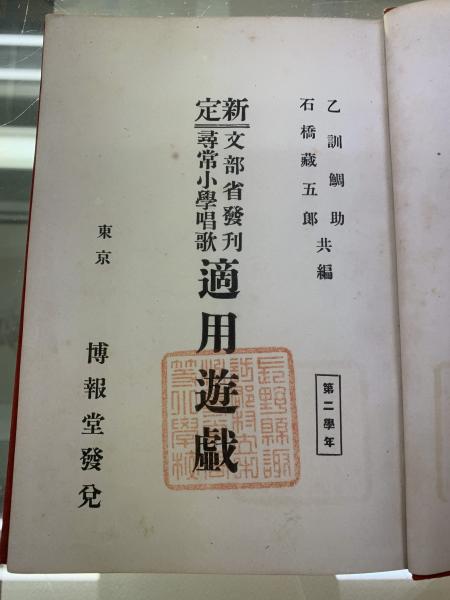 乙訓鯛助
石橋藏五郎
共編
第二學年
新定
文部省發刊
尋常小學唱歌
適用遊戯
東京
博報堂發兌